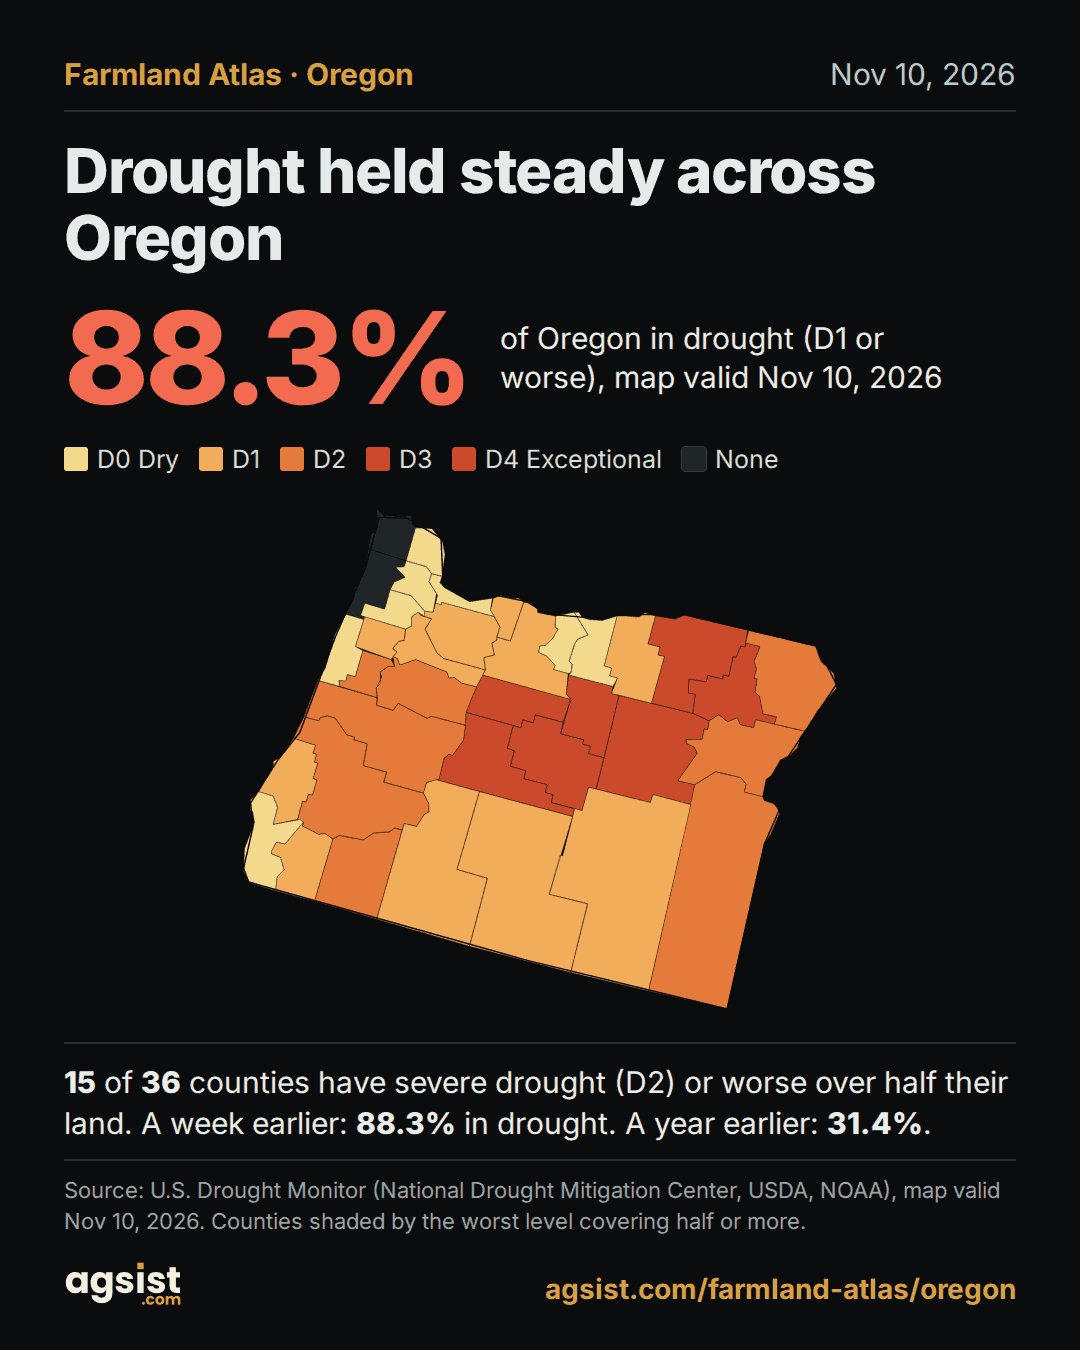 Farmland Atlas · Oregon
Nov 10, 2026
Drought held steady across
Oregon
88.3%
of Oregon in drought (D1 or
worse), map valid Nov 10, 2026
D0 Dry D1 D2 D3 D4 Exceptional None
15 of 36 counties have severe drought (D2) or worse over half their
land. A week earlier: 88.3% in drought. A year earlier: 31.4%.
Source: U.S. Drought Monitor (National Drought Mitigation Center, USDA, NOAA), map valid
Nov 10, 2026. Counties shaded by the worst level covering half or more.
agsist
.com
agsist.com/farmland-atlas/oregon